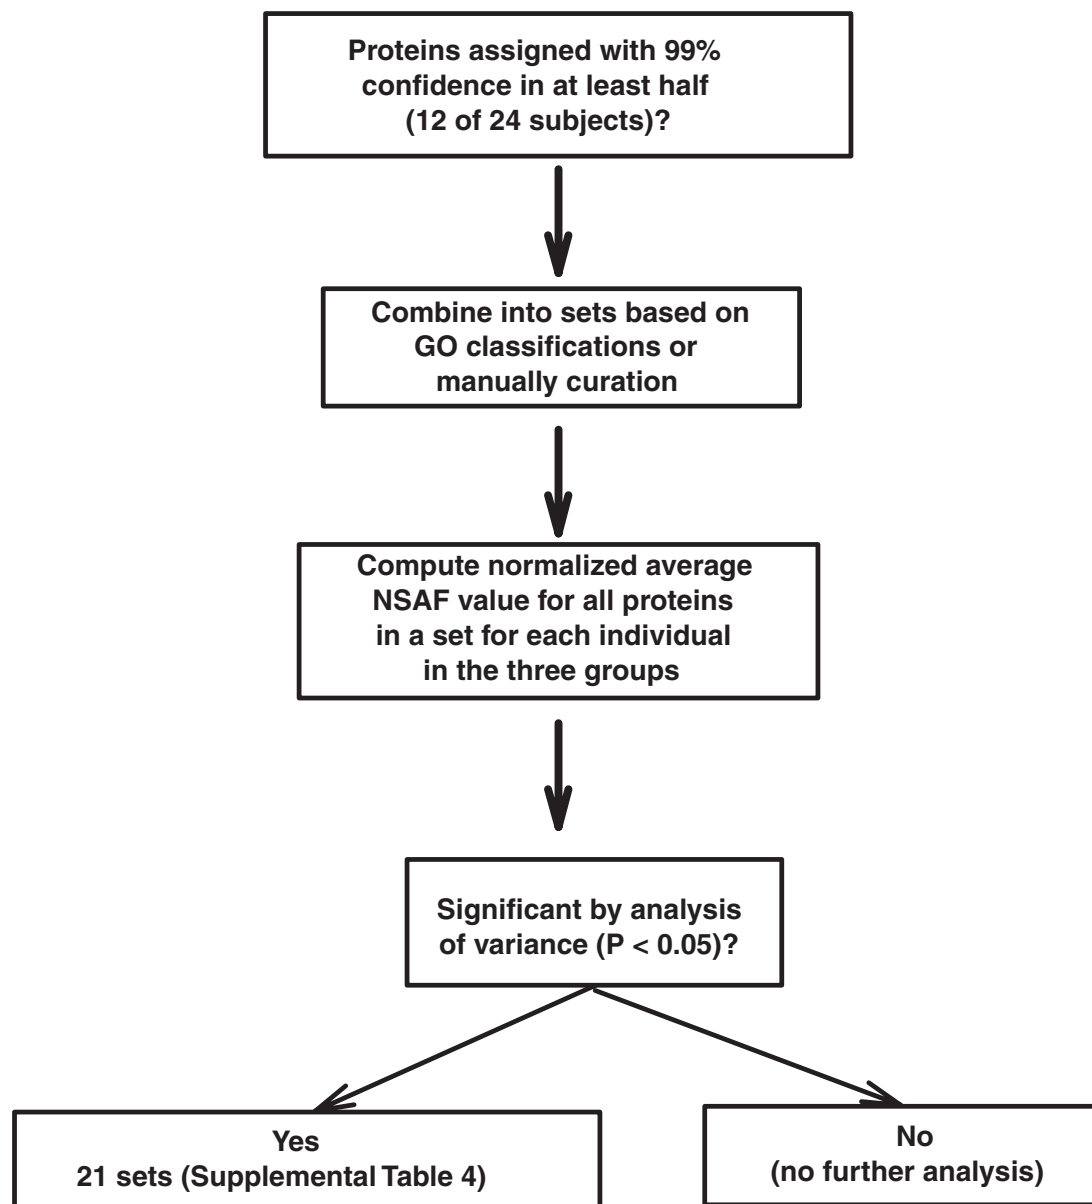 Proteins assigned with 99%
confidence in at least half
(12 of 24 subjects)?
Combine into sets based on
GO classifications or
manually curation
Compute normalized average
NSAF value for all proteins
in a set for each individual
in the three groups
Significant by analysis
of variance (P < 0.05)?
Yes
21 sets (Supplemental Table 4)
No
(no further analysis)